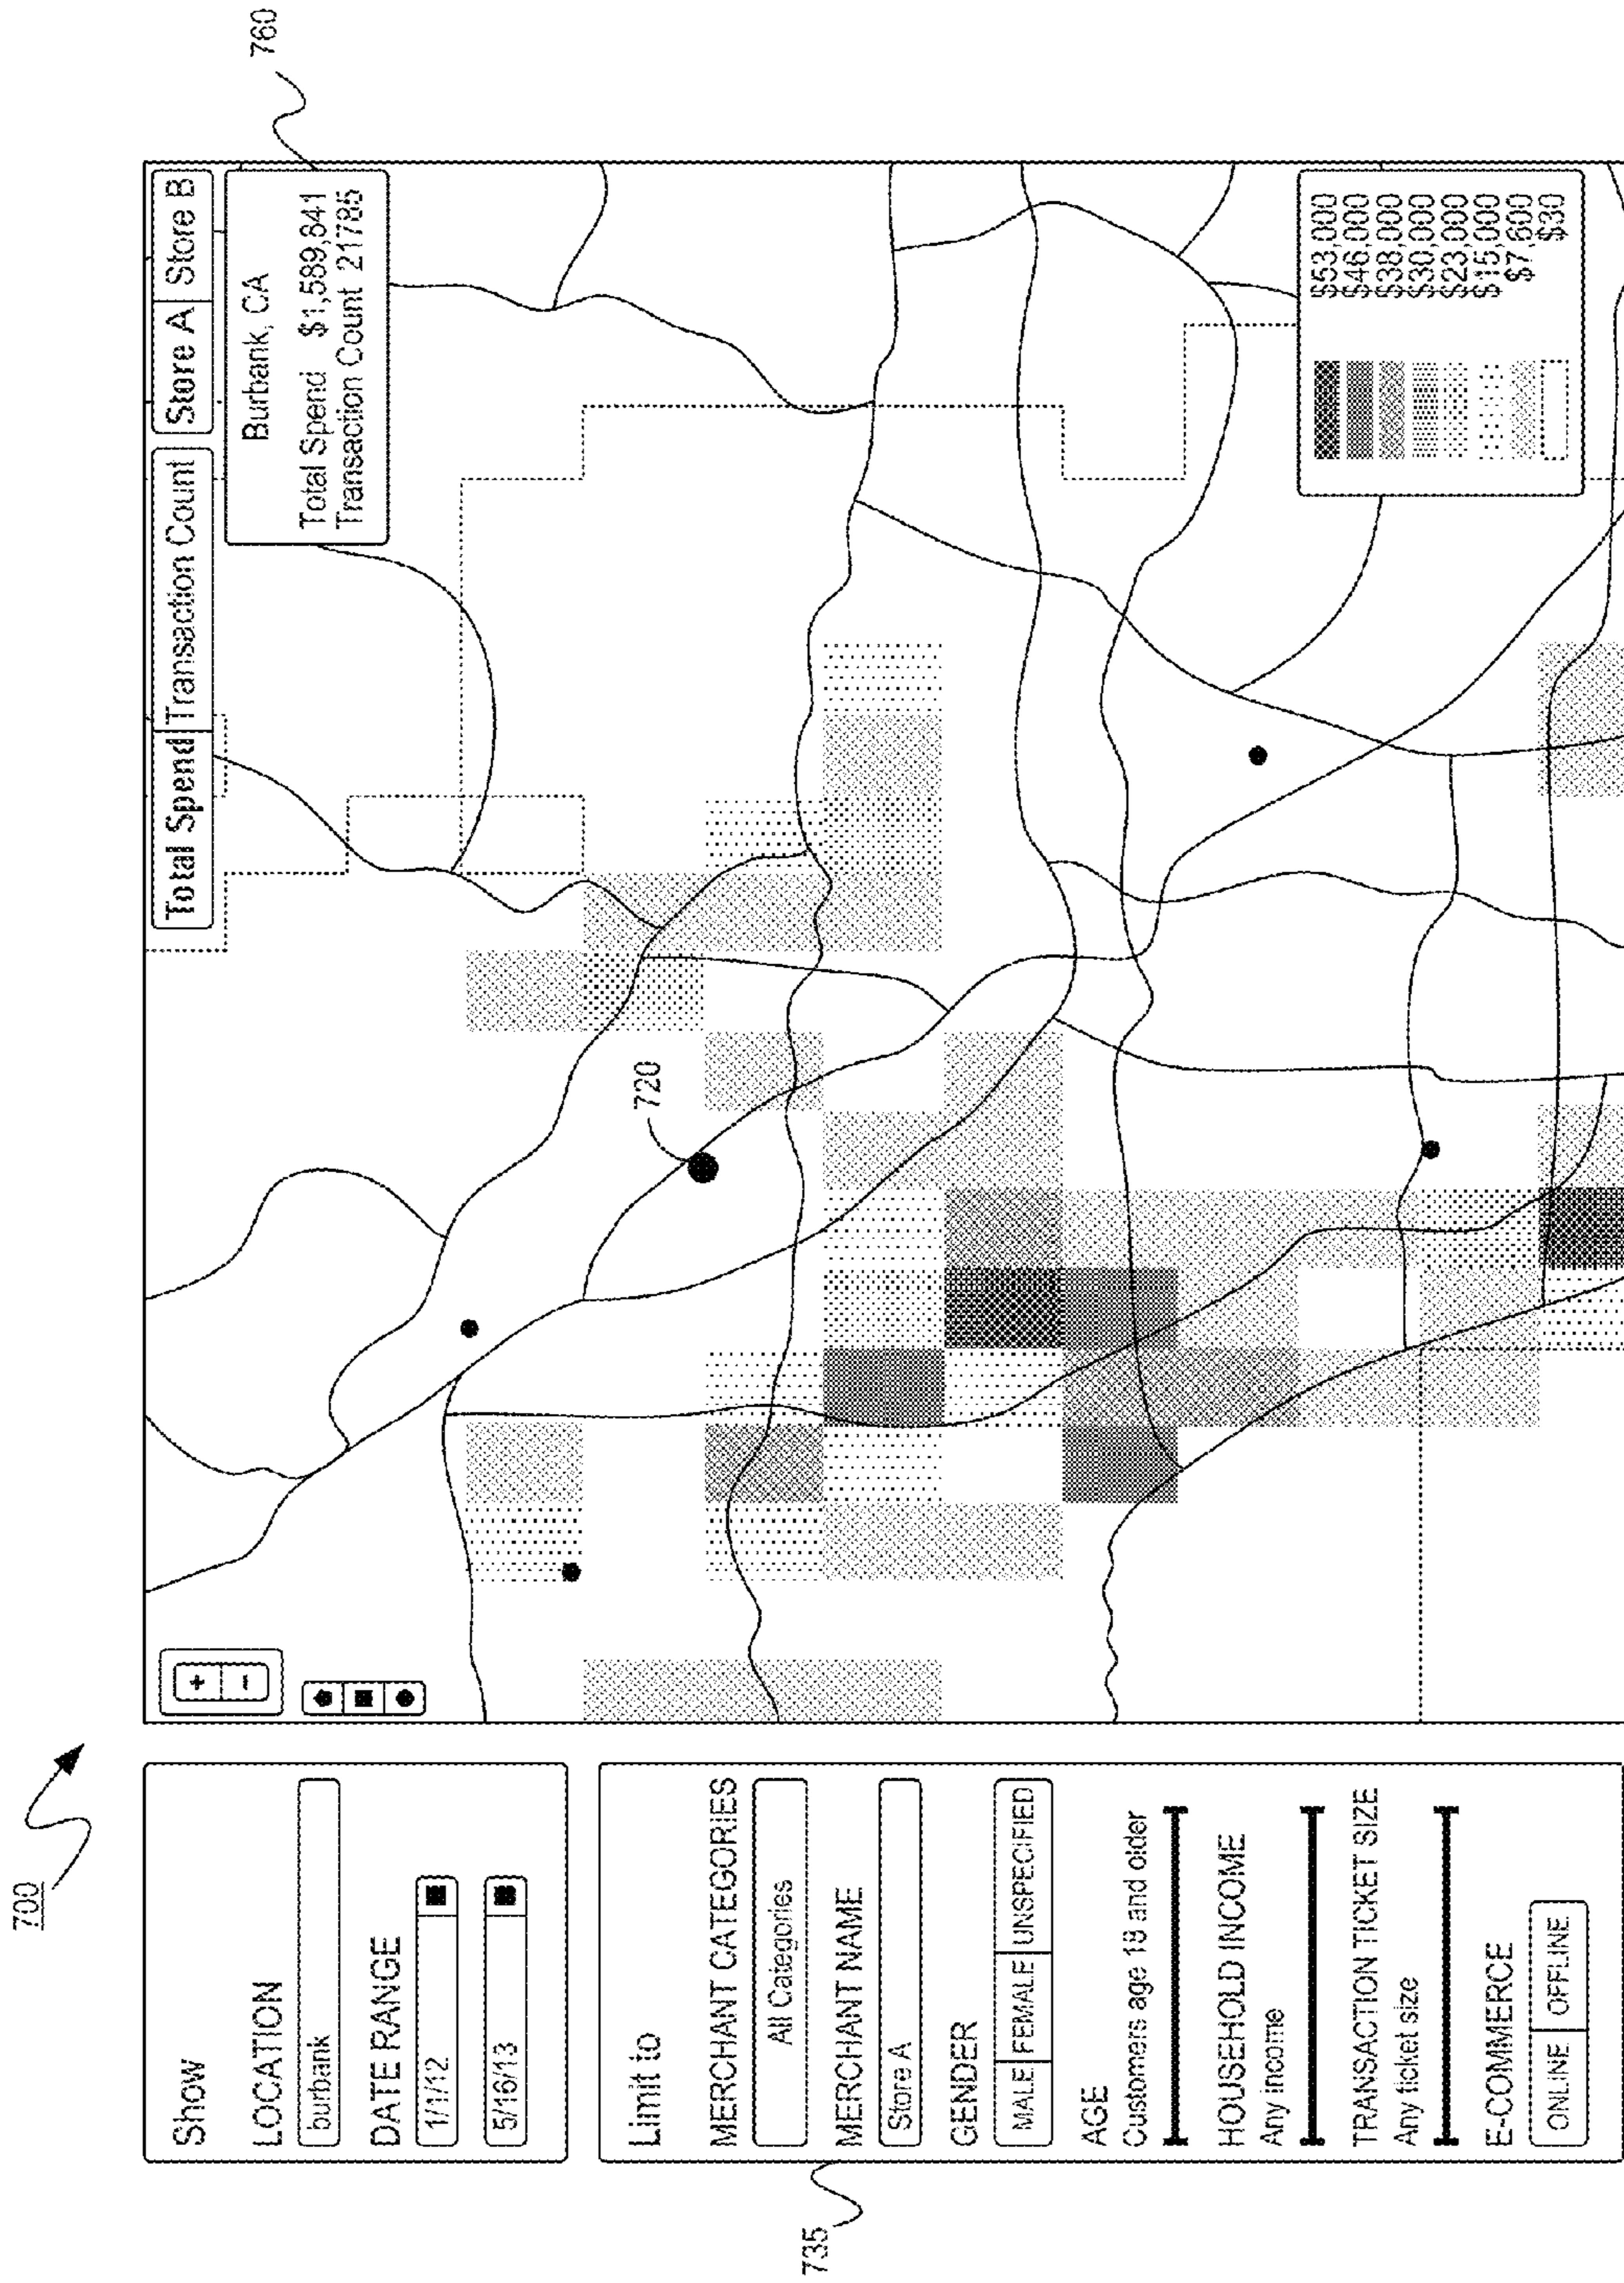 700
Show
LOCATION
burbank
DATE RANGE
1/1/12
5/16/13
Limit to
MERCHANT CATEGORIES
All Categories
MERCHANT NAME
Store A
GENDER
MALE FEMALE UNSPECIFIED
AGE
Customers age 18 and older
HOUSEHOLD INCOME
Any income
TRANSACTION TICKET SIZE
Any ticket size
E-COMMERCE
ONLINE OFFLINE
735
+
−
Total Spend Transaction Count Store A Store B
Burbank, CA
Total Spend $1,589,841
Transaction Count 21785
760
720
$53,000
$46,000
$38,000
$30,000
$23,000
$15,000
$7,600
$30